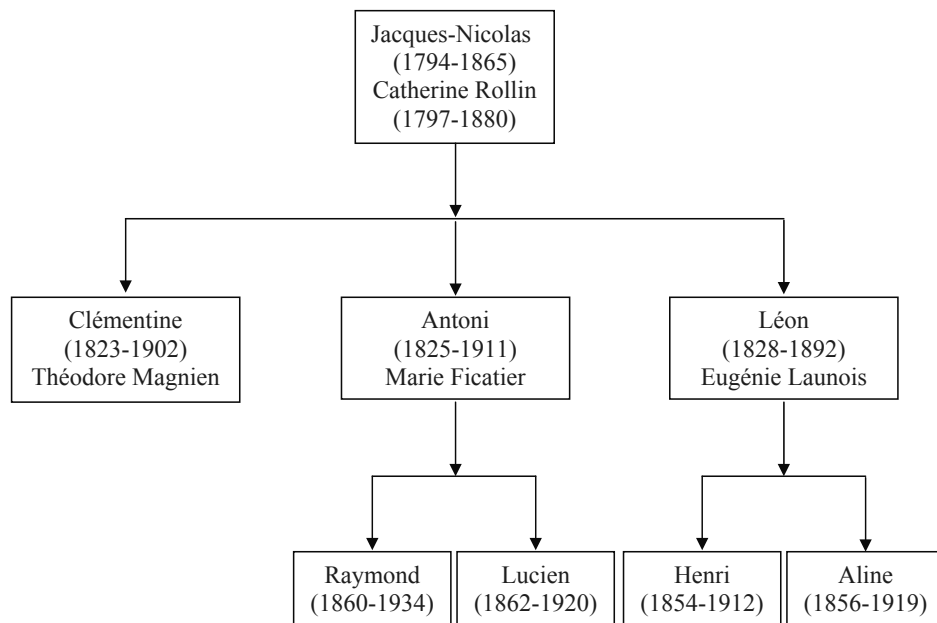 Jacques-Nicolas
(1794-1865)
Catherine Rollin
(1797-1880)
Clémentine
(1823-1902)
Théodore Magnien
Antoni
(1825-1911)
Marie Ficatier
Léon
(1828-1892)
Eugénie Launois
Raymond
(1860-1934)
Lucien
(1862-1920)
Henri
(1854-1912)
Aline
(1856-1919)